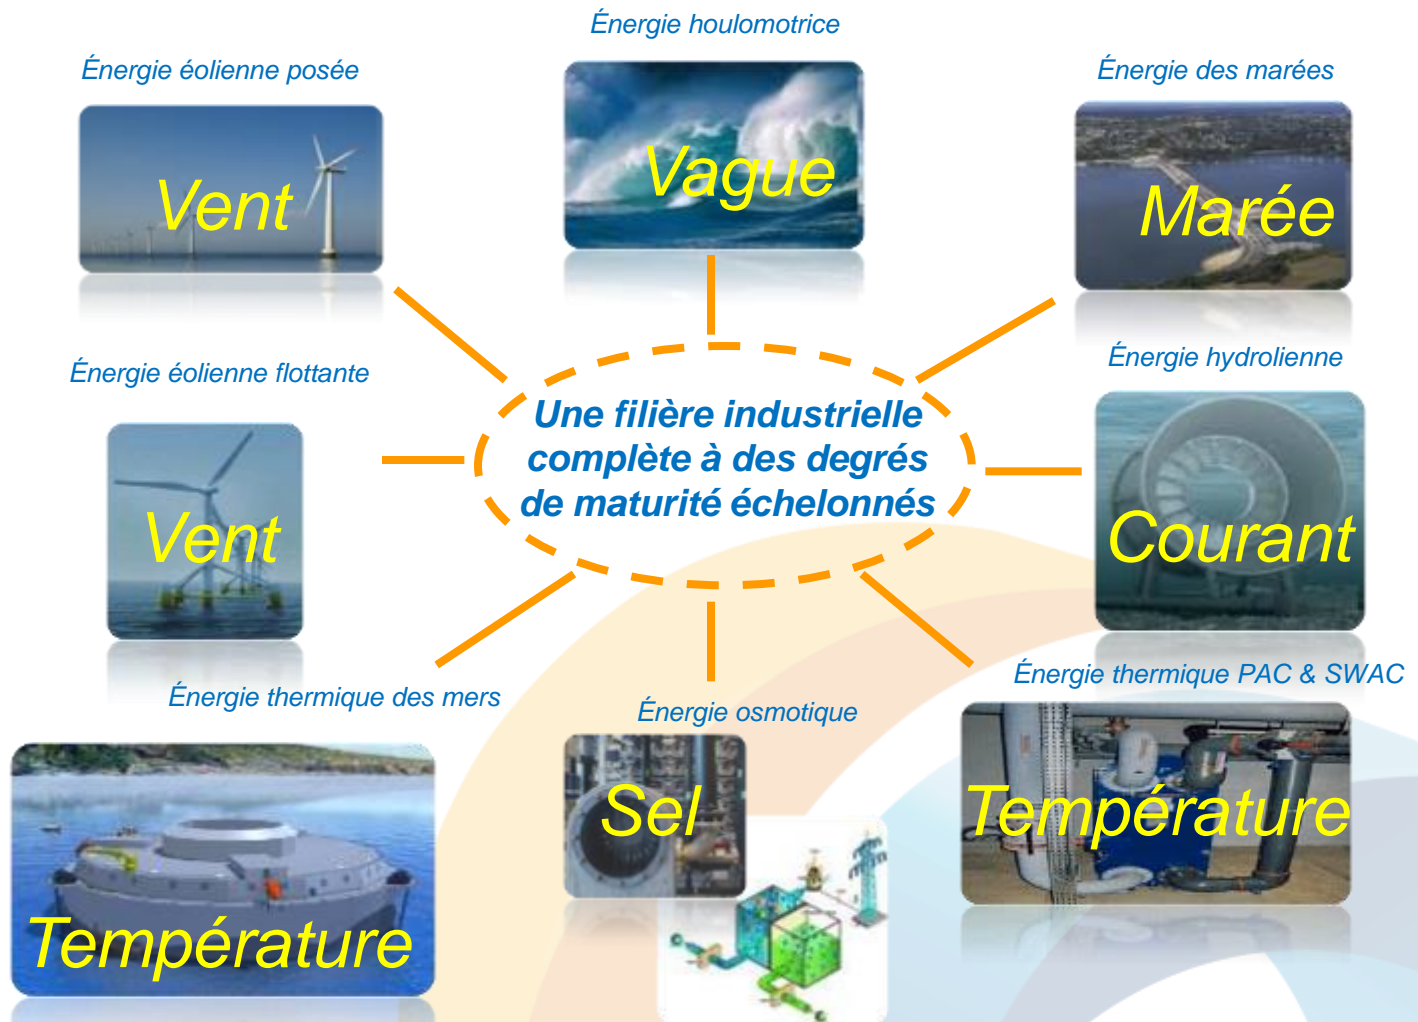 Énergie houlomotrice
Énergie éolienne posée
Énergie des marées
Vent
Vague
Marée
Énergie éolienne flottante
Énergie hydrolienne
Une filière industrielle
complète à des degrés
de maturité échelonnés
Vent
Courant
Énergie thermique des mers
Énergie osmotique
Énergie thermique PAC & SWAC
Température
Sel
Température